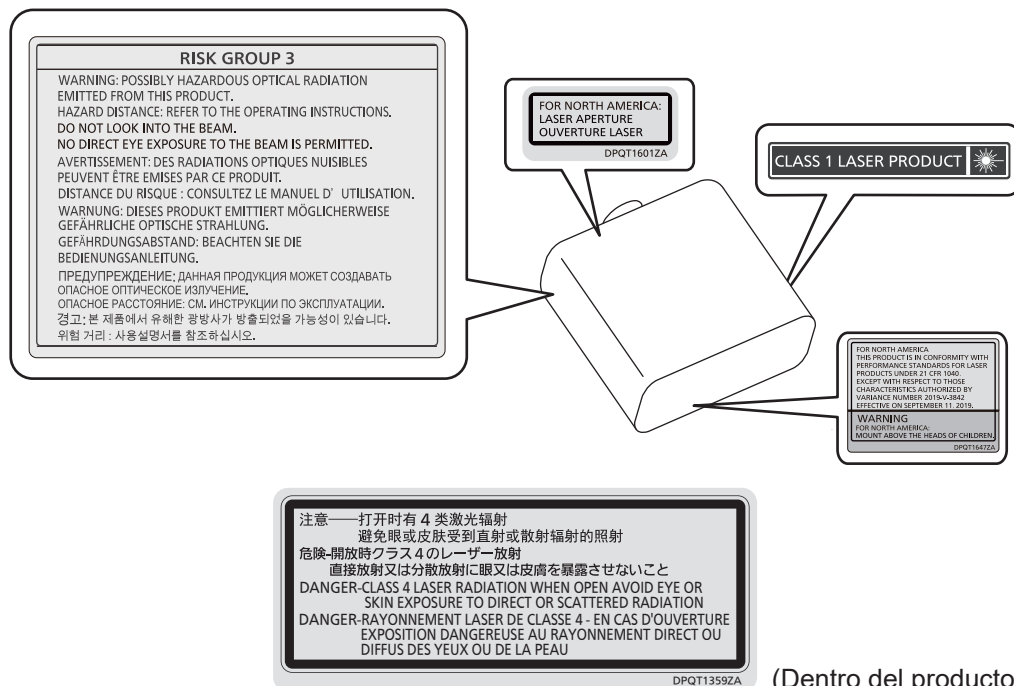 RISK GROUP 3
WARNING: POSSIBLY HAZARDOUS OPTICAL RADIATION
EMITTED FROM THIS PRODUCT.
HAZARD DISTANCE: REFER TO THE OPERATING INSTRUCTIONS.
DO NOT LOOK INTO THE BEAM.
NO DIRECT EYE EXPOSURE TO THE BEAM IS PERMITTED.
AVERTISSEMENT: DES RADIATIONS OPTIQUES NUISIBLES
PEUVENT ÊTRE EMISES PAR CE PRODUIT.
DISTANCE DU RISQUE : CONSULTEZ LE MANUEL D' UTILISATION.
WARNUNG: DIESES PRODUKT EMITTIERT MÖGLICHERWEISE
GEFÄHRLICHE OPTISCHE STRAHLUNG.
GEFÄHRDUNGSABSTAND: BEACHTEN SIE DIE
BEDIENUNGSANLEITUNG.
ПРЕДУПРЕЖДЕНИЕ: ДАННАЯ ПРОДУКЦИЯ МОЖЕТ СОЗДАВАТЬ
ОПАСНОЕ ОПТИЧЕСКОЕ ИЗЛУЧЕНИЕ.
ОПАСНОЕ РАССТОЯНИЕ: СМ. ИНСТРУКЦИИ ПО ЭКСПЛУАТАЦИИ.
경고: 본 제품에서 유해한 광방사가 방출되었을 가능성이 있습니다.
위험 거리 : 사용설명서를 참조하십시오.
FOR NORTH AMERICA:
LASER APERTURE
OUVERTURE LASER
DPQT1601ZA
CLASS 1 LASER PRODUCT
FOR NORTH AMERICA
THIS PRODUCT IS IN CONFORMITY WITH
PERFORMANCE STANDARDS FOR LASER
PRODUCTS UNDER 21 CFR 1040.
EXCEPT WITH RESPECT TO THOSE
CHARACTERISTICS AUTHORIZED BY
VARIANCE NUMBER 2019-V-3842
EFFECTIVE ON SEPTEMBER 11. 2019.
WARNING
FOR NORTH AMERICA:
MOUNT ABOVE THE HEADS OF CHILDREN.
DPQT1647ZA
注意——打开时有 4 类激光辐射
避免眼或皮肤受到直射或散射辐射的照射
危険-開放時クラス4のレーザー放射
直接放射又は分散放射に眼又は皮膚を暴露させないこと
DANGER-CLASS 4 LASER RADIATION WHEN OPEN AVOID EYE OR
SKIN EXPOSURE TO DIRECT OR SCATTERED RADIATION
DANGER-RAYONNEMENT LASER DE CLASSE 4 - EN CAS D'OUVERTURE
EXPOSITION DANGEREUSE AU RAYONNEMENT DIRECT OU
DIFFUS DES YEUX OU DE LA PEAU
DPQT1359ZA
(Dentro del producto